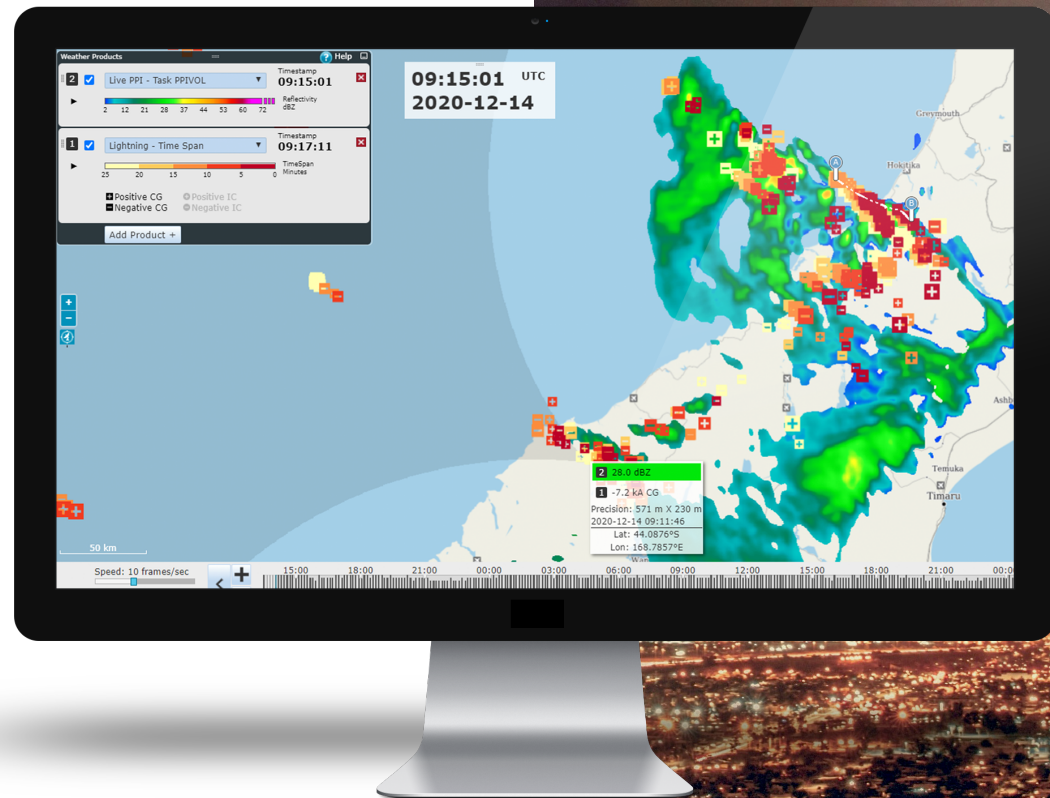 Weather Products
? Help
2 Live PPI - Task PPIVOL
Timestamp
09:15:01
Reflectivity
dBZ
2 12 21 28 37 44 53 60 72
1 Lightning - Time Span
Timestamp
09:17:11
TimeSpan
Minutes
25 20 15 10 5 0
Positive CG Positive IC
Negative CG Negative IC
Add Product +
09:15:01 UTC
2020-12-14
Greymouth
A
Hokitika
B
+
−
Ashb
Temuka
Timaru
2 28.0 dBZ
1 -7.2 kA CG
Precision: 571 m X 230 m
2020-12-14 09:11:46
Lat: 44.0876°S
Lon: 168.7857°E
50 km
Speed: 10 frames/sec
< +
15:00 18:00 21:00 00:00 03:00 06:00 09:00 12:00 15:00 18:00 21:00 00:00